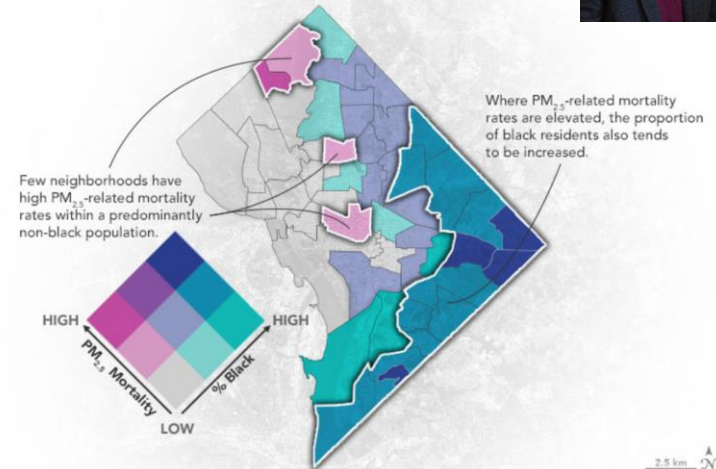 Where PM2.5-related mortality
rates are elevated, the proportion
of black residents also tends
to be increased.
Few neighborhoods have
high PM2.5-related mortality
rates within a predominantly
non-black population.
HIGH
HIGH
PM2.5 Mortality
% Black
LOW
2.5 km
N